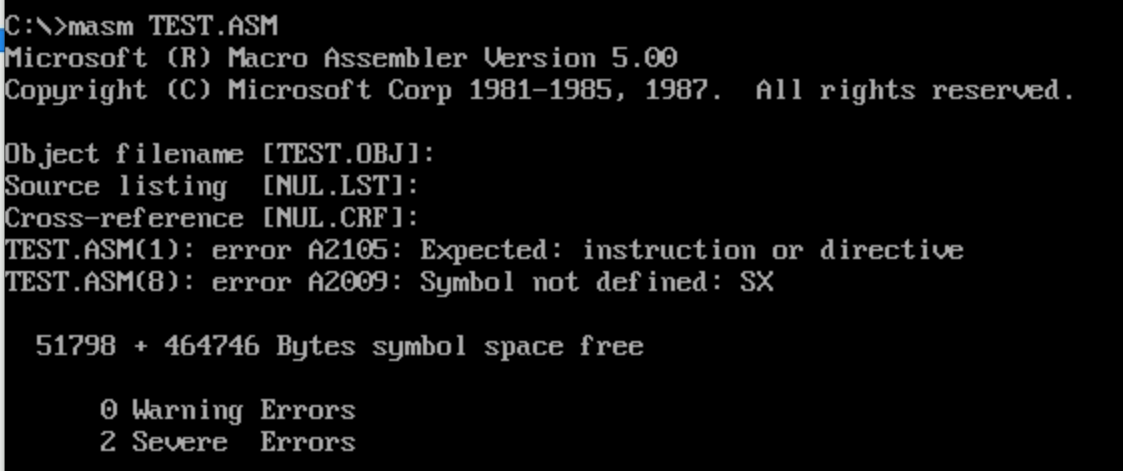 C:\>masm TEST.ASM
Microsoft (R) Macro Assembler Version 5.00
Copyright (C) Microsoft Corp 1981-1985, 1987.  All rights reserved.
Object filename [TEST.OBJ]:
Source listing  [NUL.LST]:
Cross-reference [NUL.CRF]:
TEST.ASM(1): error A2105: Expected: instruction or directive
TEST.ASM(8): error A2009: Symbol not defined: SX
51798 + 464746 Bytes symbol space free
0 Warning Errors
2 Severe  Errors